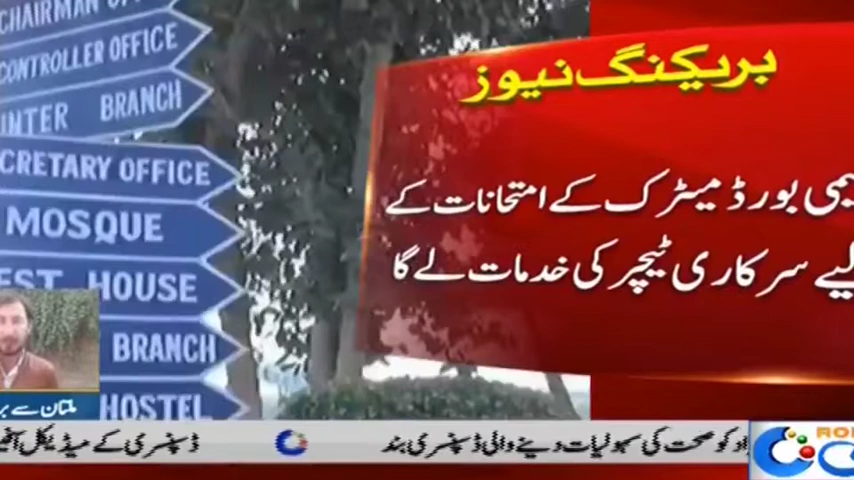 CHAIRMAN
CONTROLLER OFFICE
INTER BRANCH
CRETARY OFFICE
MOSQUE
EST HOUSE
BRANCH
HOSTEL
بریکنگ نیوز
یمی بورڈ میٹرک کے امتحانات کے
لیے سرکاری ٹیچر کی خدمات لے گا
ملتان سے
کو صحت کی سہولیات دینے والی ڈسپنسری بند
ڈسپنسری کے میڈیکل